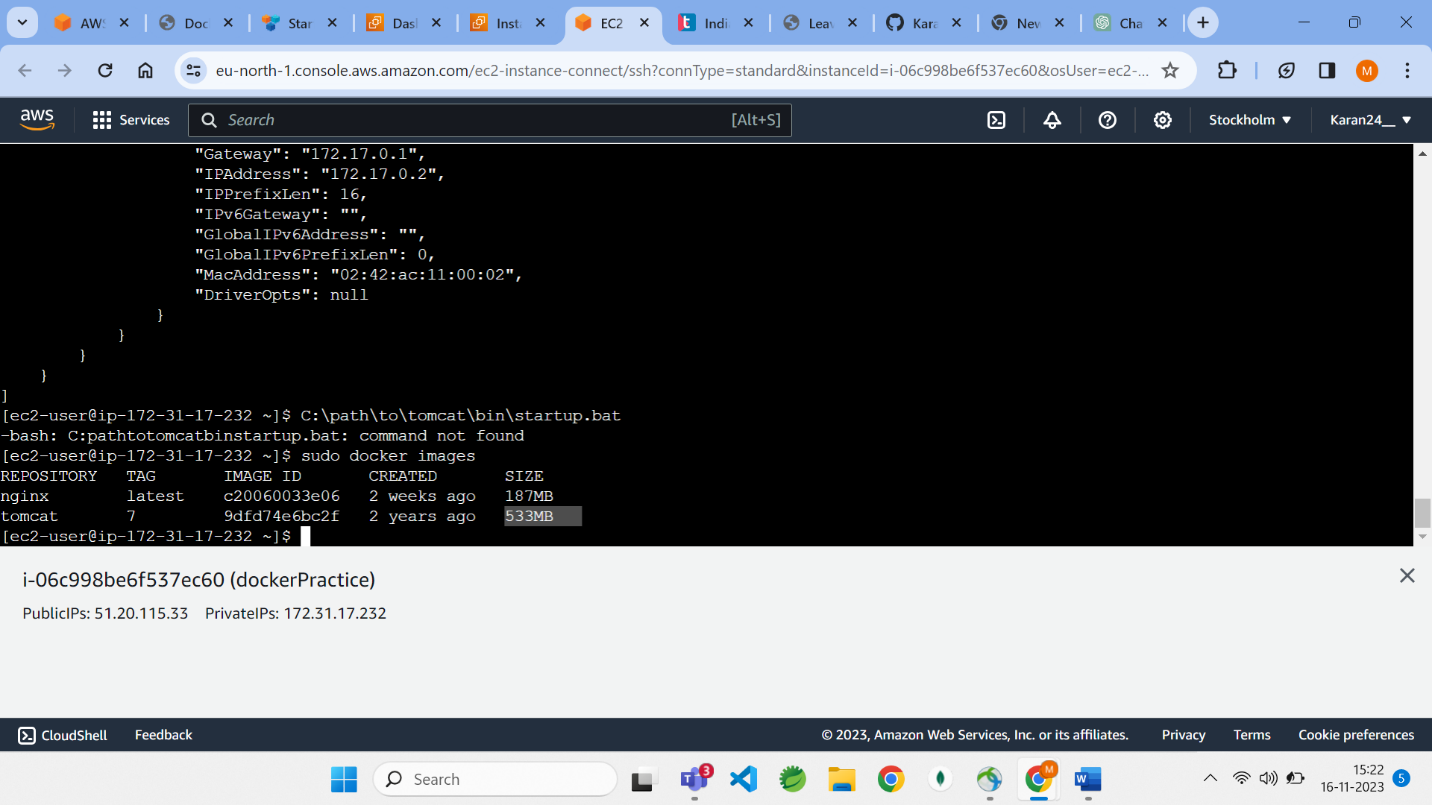 AWS
Doc
Star
Das
Inst
EC2
Indi
Leav
Kara
New
Cha
eu-north-1.console.aws.amazon.com/ec2-instance-connect/ssh?connType=standard&instanceId=i-06c998be6f537ec60&osUser=ec2-...
M
aws
Services
Search
[Alt+S]
Stockholm
Karan24__
"Gateway": "172.17.0.1",
"IPAddress": "172.17.0.2",
"IPPrefixLen": 16,
"IPv6Gateway": "",
"GlobalIPv6Address": "",
"GlobalIPv6PrefixLen": 0,
"MacAddress": "02:42:ac:11:00:02",
"DriverOpts": null
}
}
}
}
]
[ec2-user@ip-172-31-17-232 ~]$ C:\path\to\tomcat\bin\startup.bat
-bash: C:pathtotomcatbinstartup.bat: command not found
[ec2-user@ip-172-31-17-232 ~]$ sudo docker images
REPOSITORY TAG IMAGE ID CREATED SIZE
nginx latest c20060033e06 2 weeks ago 187MB
tomcat 7 9dfd74e6bc2f 2 years ago 533MB
[ec2-user@ip-172-31-17-232 ~]$
i-06c998be6f537ec60 (dockerPractice)
PublicIPs: 51.20.115.33 PrivateIPs: 172.31.17.232
CloudShell
Feedback
© 2023, Amazon Web Services, Inc. or its affiliates.
Privacy
Terms
Cookie preferences
Search
3
M
15:22
16-11-2023
5